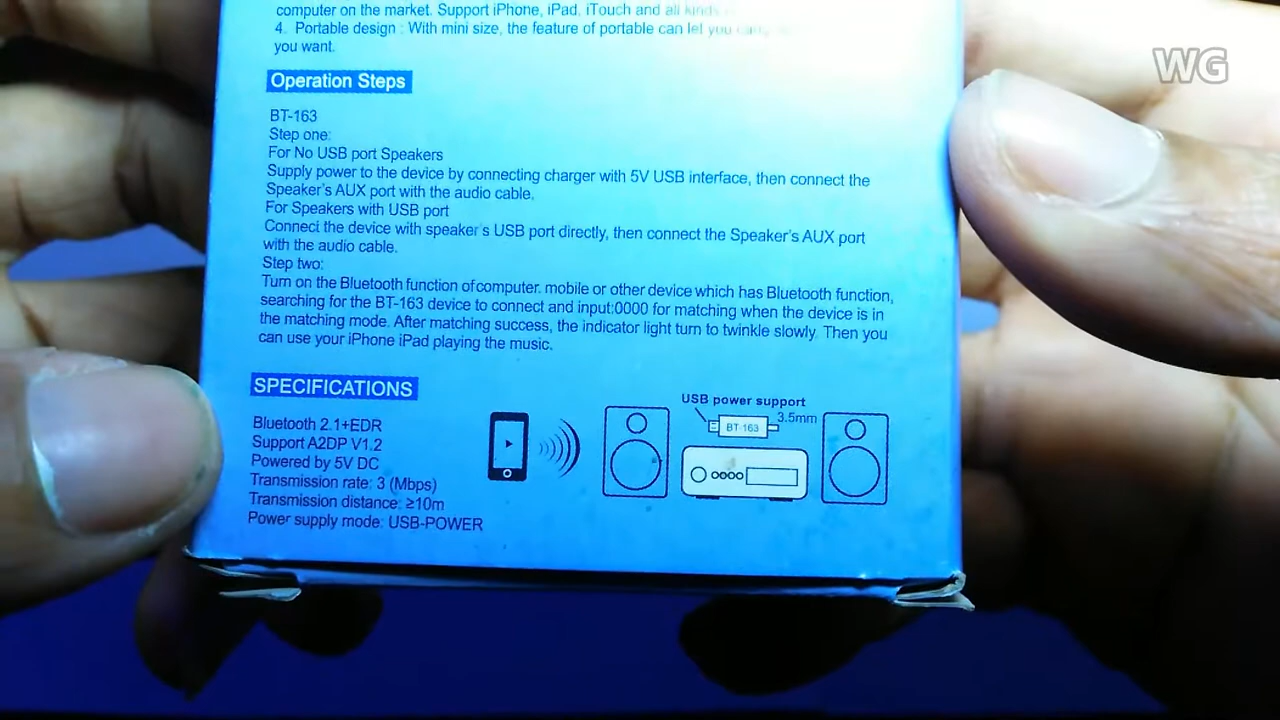 computer on the market. Support iPhone, iPad, iTouch and all kinds
4. Portable design : With mini size, the feature of portable can let you carry
you want.
Operation Steps
BT-163
Step one:
For No USB port Speakers
Supply power to the device by connecting charger with 5V USB interface, then connect the
Speaker's AUX port with the audio cable.
For Speakers with USB port
Connect the device with speaker's USB port directly, then connect the Speaker's AUX port
with the audio cable.
Step two:
Turn on the Bluetooth function of computer. mobile or other device which has Bluetooth function,
searching for the BT-163 device to connect and input:0000 for matching when the device is in
the matching mode. After matching success, the indicator light turn to twinkle slowly. Then you
can use your iPhone iPad playing the music.
SPECIFICATIONS
Bluetooth 2.1+EDR
Support A2DP V1.2
Powered by 5V DC
Transmission rate: 3 (Mbps)
Transmission distance: ≥10m
Power supply mode: USB-POWER
USB power support
3.5mm
BT-163
WG